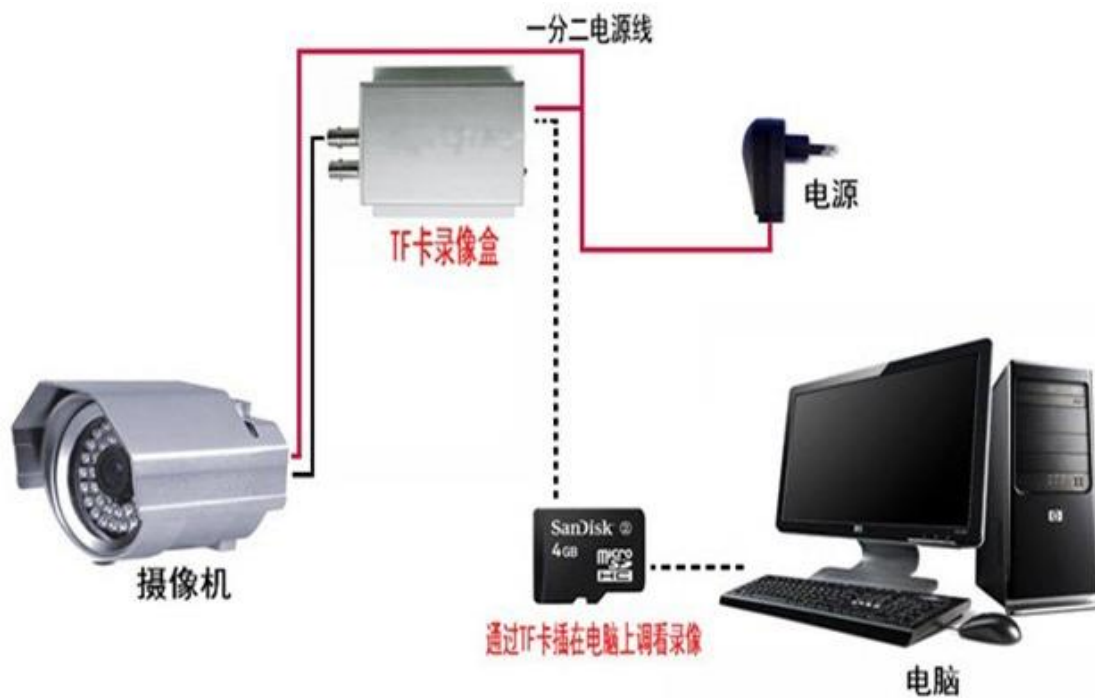 一分二电源线
TF卡录像盒
电源
摄像机
SanDisk ②
4GB
micro
HC
通过TF卡插在电脑上调看录像
电脑